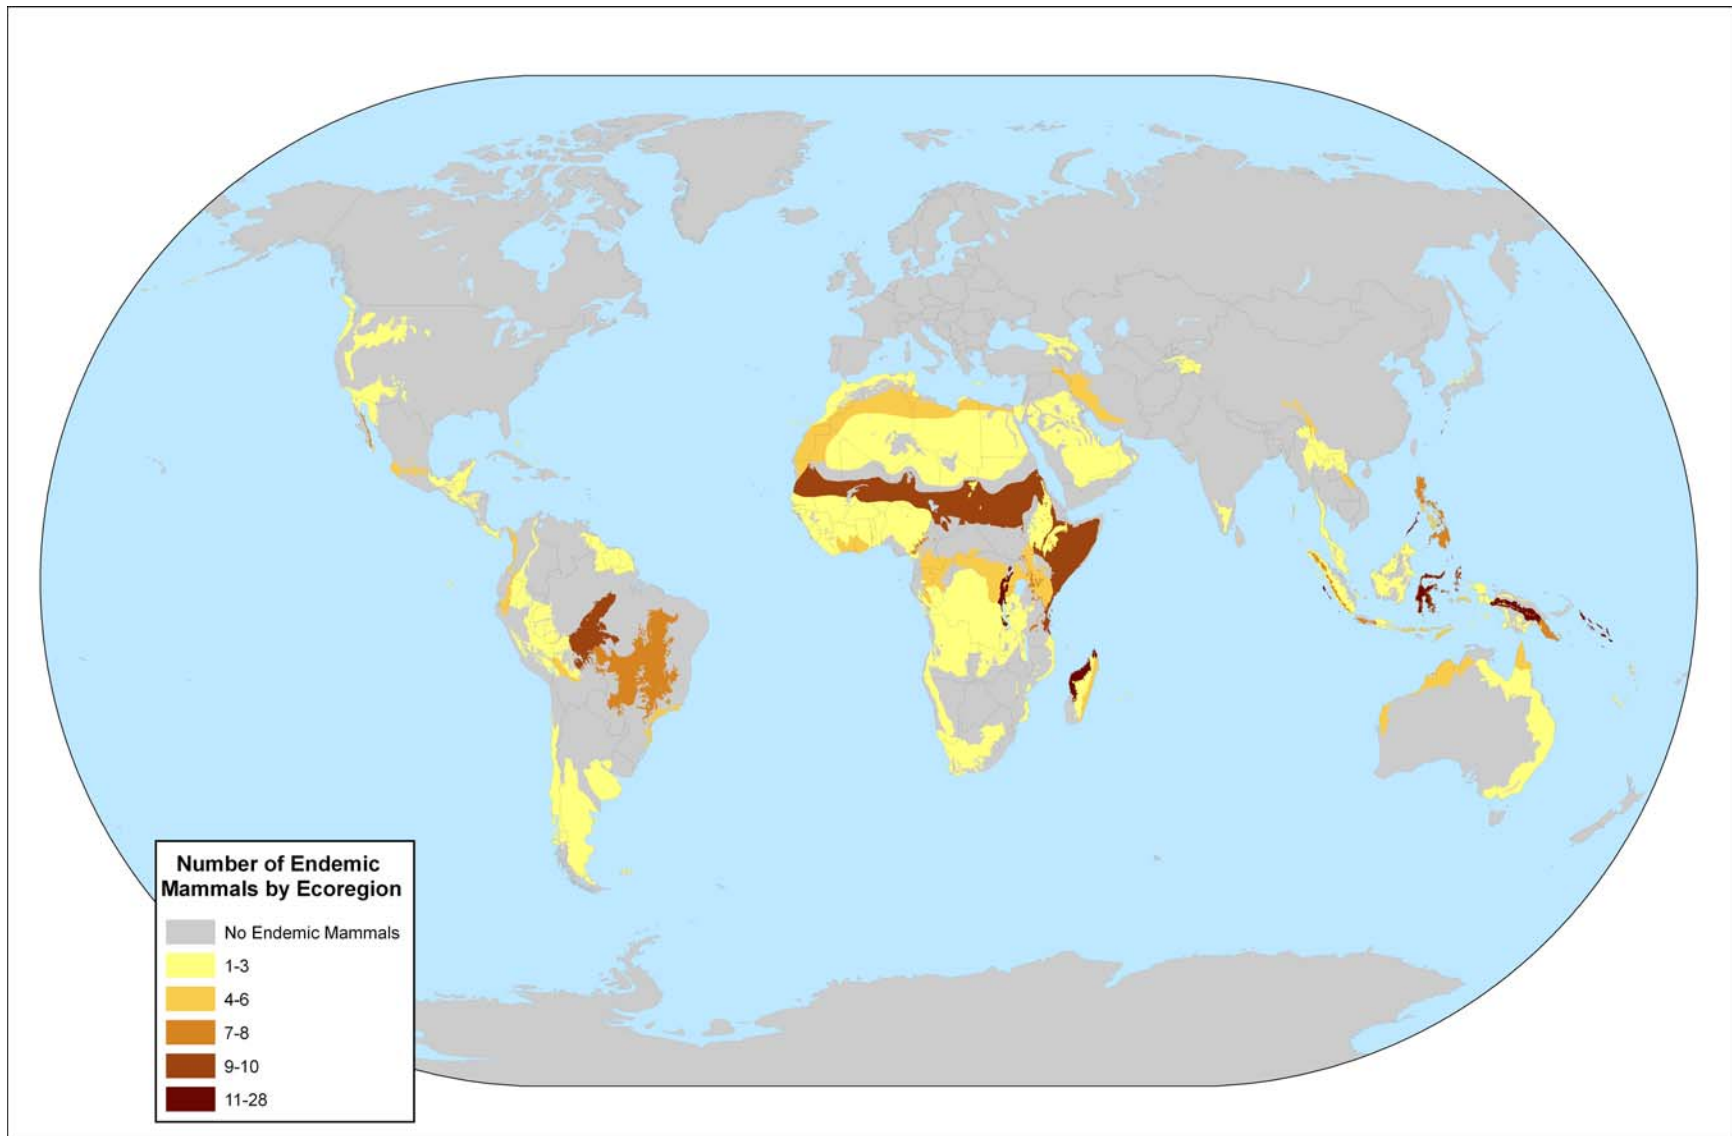 Number of Endemic
Mammals by Ecoregion
No Endemic Mammals
1-3
4-6
7-8
9-10
11-28